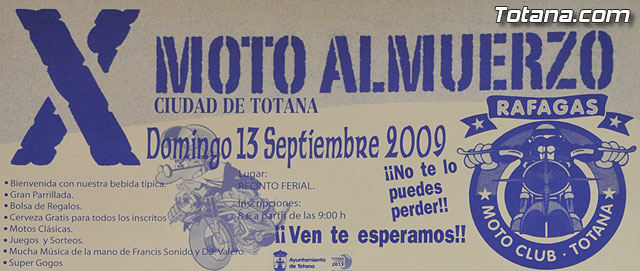 Totana.com
X MOTO ALMUERZO
CIUDAD DE TOTANA
Domingo 13 Septiembre 2009
RAFAGAS
MOTO CLUB · TOTANA
Lugar:
RECINTO FERIAL.
Inscripciones:
8 € a partir de las 9:00 h
¡¡No te lo
puedes
perder!!
• Bienvenida con nuestra bebida típica.
• Gran Parrillada.
• Bolsa de Regalos.
• Cerveza Gratis para todos los inscritos
• Motos Clásicas.
• Juegos y Sorteos.
• Mucha Música de la mano de Francis Sonido y DJ. Valero.
• Super Gogos
¡¡Ven te esperamos!!
Ayuntamiento
de Totana